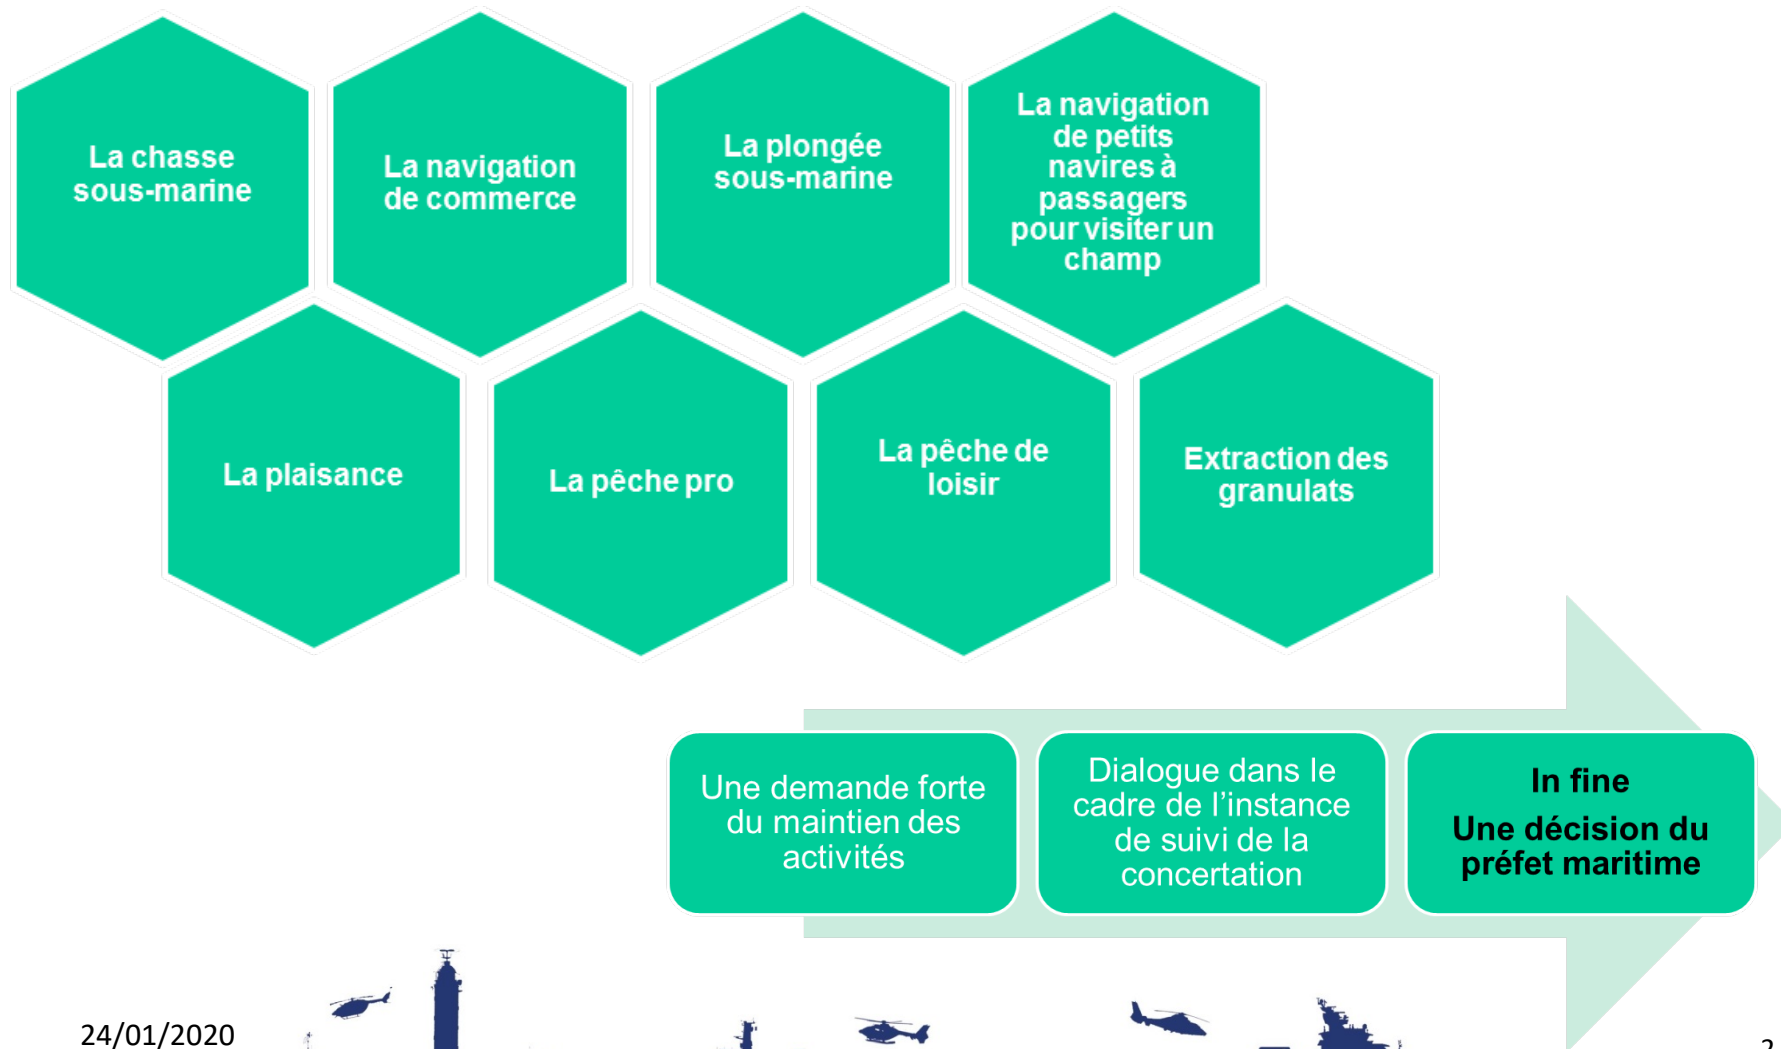 La chasse
sous-marine
La navigation
de commerce
La plongée
sous-marine
La navigation
de petits
navires à
passagers
pour visiter un
champ
La plaisance
La pêche pro
La pêche de
loisir
Extraction des
granulats
Une demande forte
du maintien des
activités
Dialogue dans le
cadre de l'instance
de suivi de la
concertation
In fine
Une décision du
préfet maritime
24/01/2020